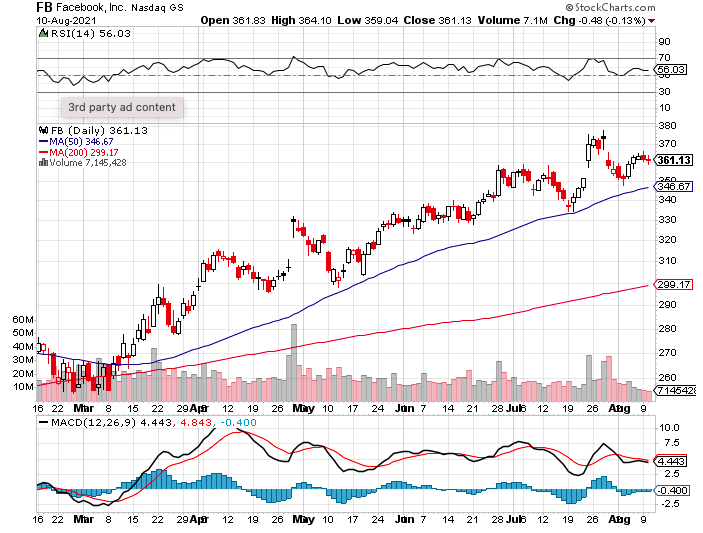 FB Facebook, Inc. Nasdaq GS © StockCharts.com
10-Aug-2021 Open 361.83 High 364.10 Low 359.04 Close 361.13 Volume 7.1M Chg -0.48 (-0.13%)
RSI(14) 56.03
90
70
56.03
50
30
10
3rd party ad content
FB (Daily) 361.13
MA(50) 346.67
MA(200) 299.17
Volume 7,145,428
380
370
361.13
350
346.67
340
330
320
310
299.17
290
280
270
260
7145428
60M
50M
40M
30M
20M
10M
16 22 Mar 8 15 22 29 Apr 12 19 26 May 10 17 24 Jun 7 14 21 28 Jul 6 12 19 26 Aug 9
MACD(12,26,9) 4.443, 4.843, -0.400
10.0
7.5
4.443
2.5
-0.400
-2.5
0.0
16 22 Mar 8 15 22 29 Apr 12 19 26 May 10 17 24 Jun 7 14 21 28 Jul 6 12 19 26 Aug 9